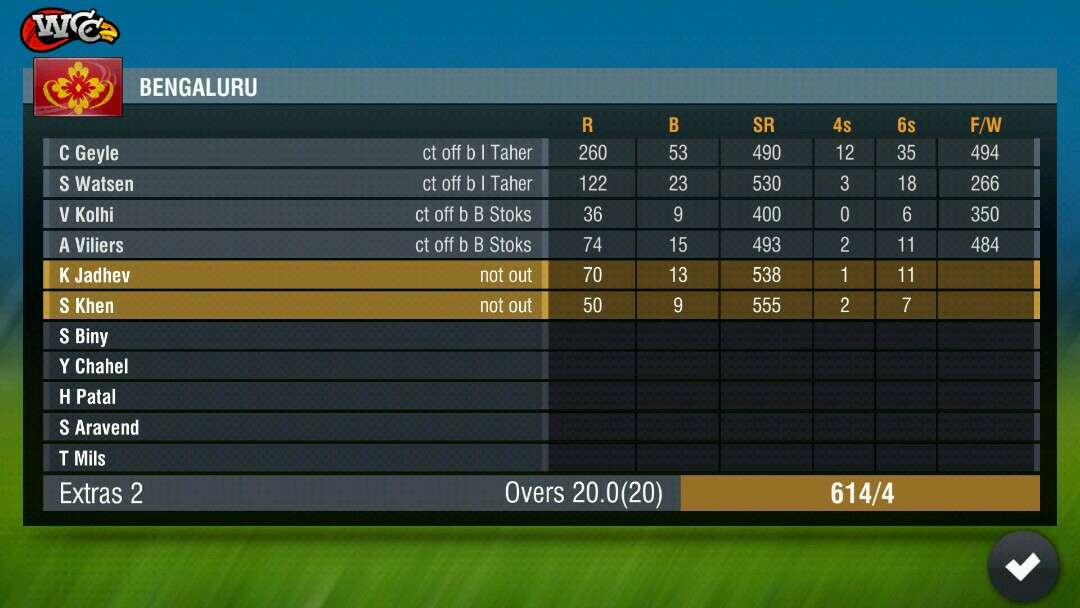 WCC2
BENGALURU
R B SR 4s 6s F/W
C Geyle ct off b I Taher 260 53 490 12 35 494
S Watsen ct off b I Taher 122 23 530 3 18 266
V Kolhi ct off b B Stoks 36 9 400 0 6 350
A Viliers ct off b B Stoks 74 15 493 2 11 484
K Jadhev not out 70 13 538 1 11
S Khen not out 50 9 555 2 7
S Biny
Y Chahel
H Patal
S Aravend
T Mils
Extras 2 Overs 20.0(20) 614/4